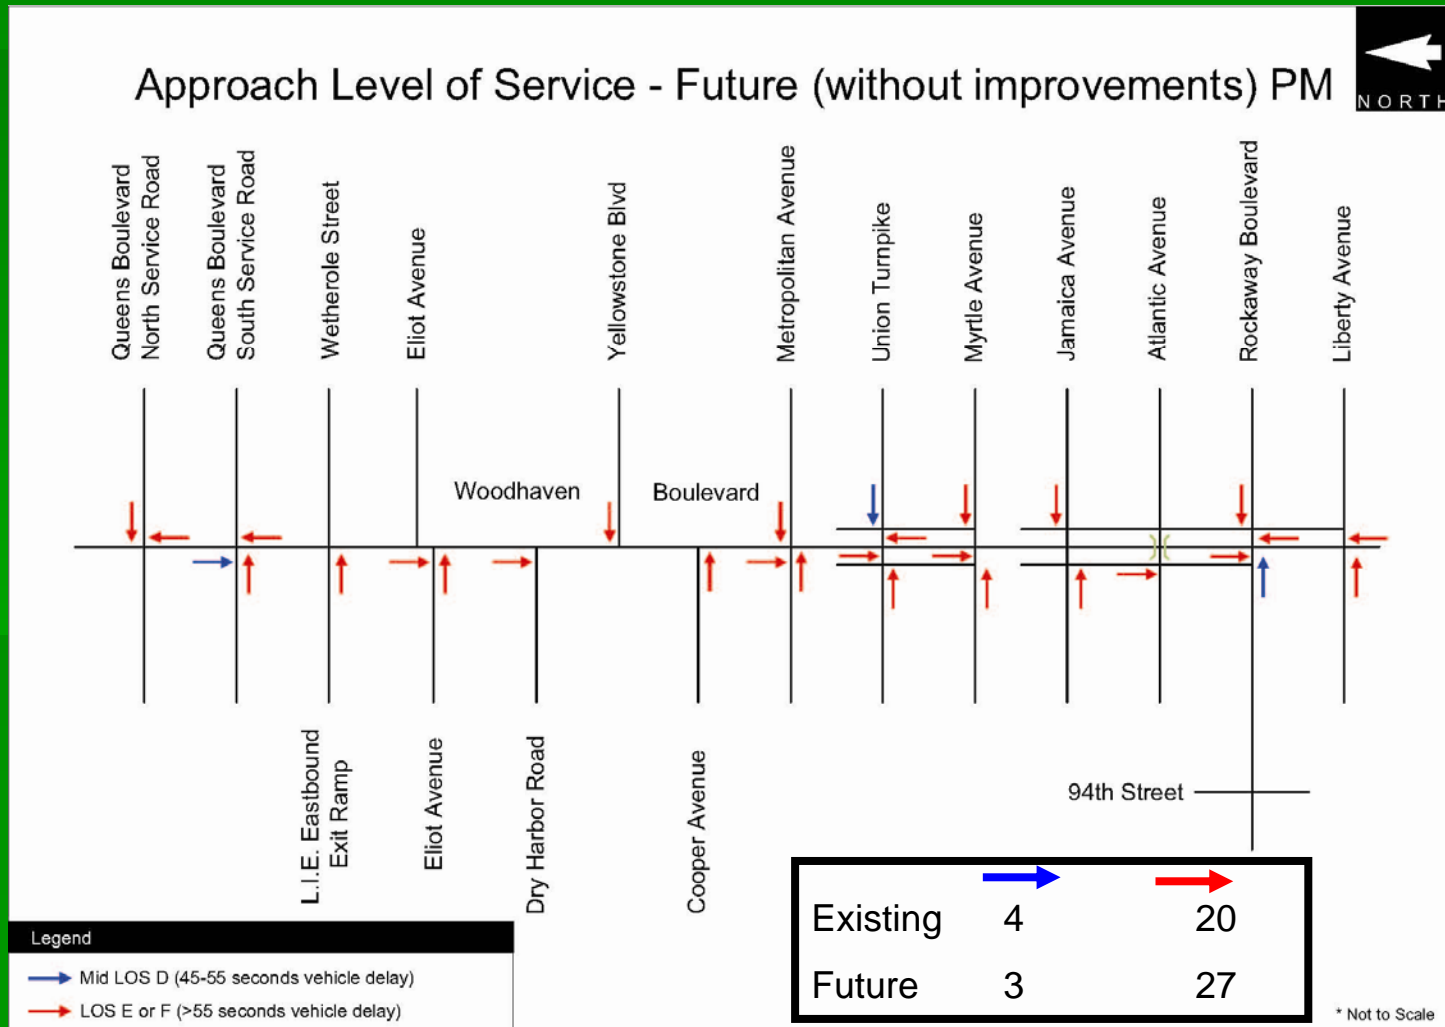 Approach Level of Service - Future (without improvements) PM
NORTH
Queens Boulevard
North Service Road
Queens Boulevard
South Service Road
Wetherole Street
Eliot Avenue
Yellowstone Blvd
Metropolitan Avenue
Union Turnpike
Myrtle Avenue
Jamaica Avenue
Atlantic Avenue
Rockaway Boulevard
Liberty Avenue
Woodhaven Boulevard
L.I.E. Eastbound
Exit Ramp
Eliot Avenue
Dry Harbor Road
Cooper Avenue
94th Street
Existing 4 20
Future 3 27
Legend
Mid LOS D (45-55 seconds vehicle delay)
LOS E or F (>55 seconds vehicle delay)
* Not to Scale